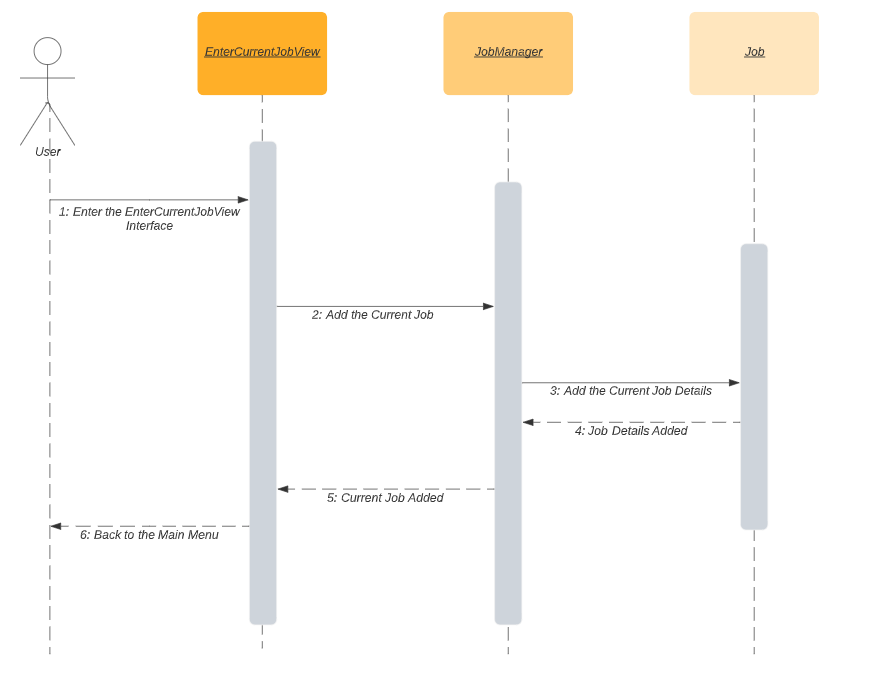 EnterCurrentJobView
JobManager
Job
User
1: Enter the EnterCurrentJobView
Interface
2: Add the Current Job
3: Add the Current Job Details
4: Job Details Added
5: Current Job Added
6: Back to the Main Menu